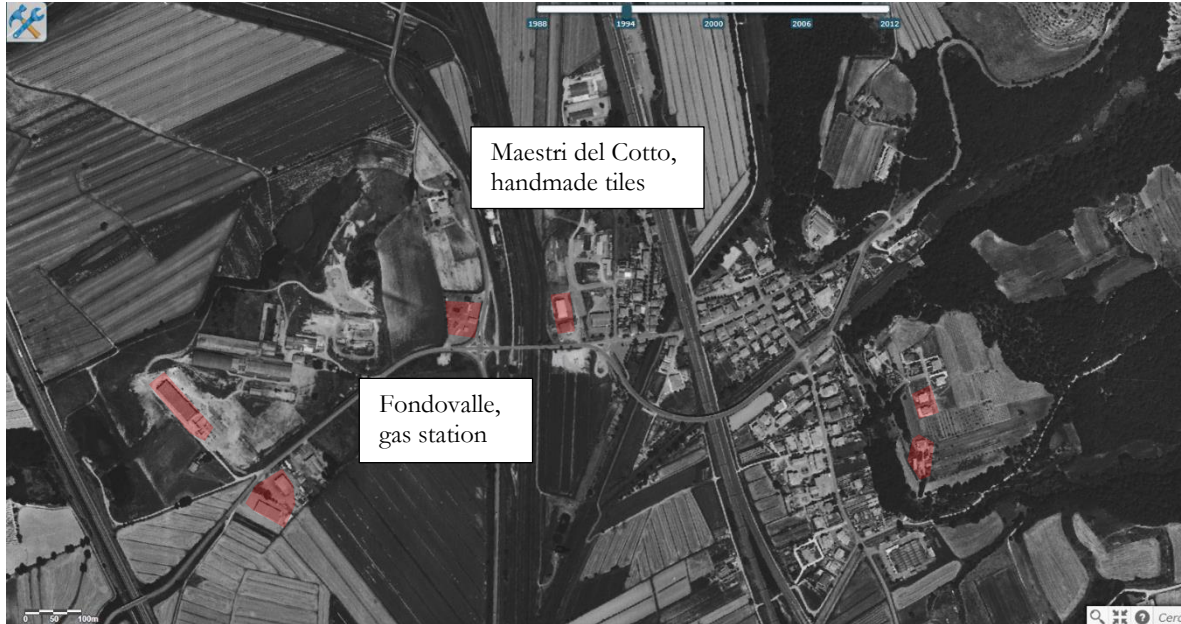 1988
1994
2000
2006
2012
Maestri del Cotto,
handmade tiles
Fondovalle,
gas station
0 50 100m
Cerc